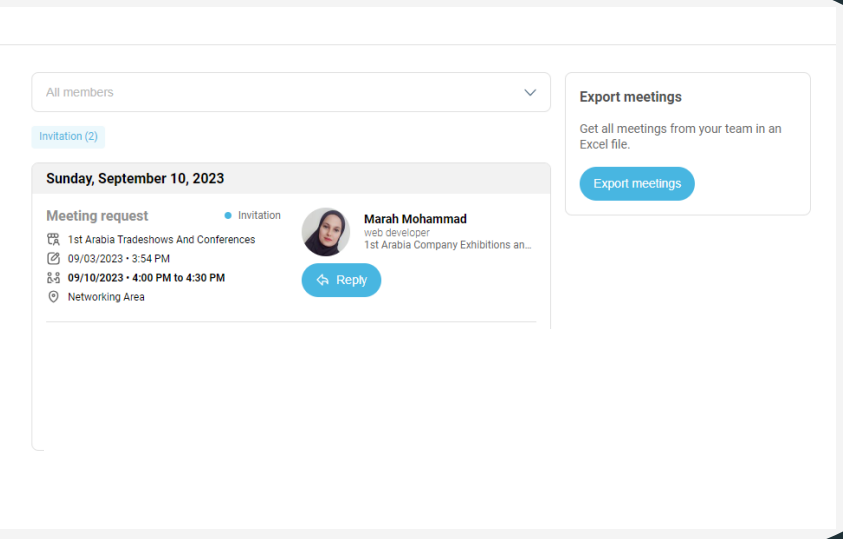 All members
Invitation (2)
Sunday, September 10, 2023
Meeting request
Invitation
1st Arabia Tradeshows And Conferences
09/03/2023 • 3:54 PM
09/10/2023 • 4:00 PM to 4:30 PM
Networking Area
Marah Mohammad
web developer
1st Arabia Company Exhibitions an...
Reply
Export meetings
Get all meetings from your team in an
Excel file.
Export meetings